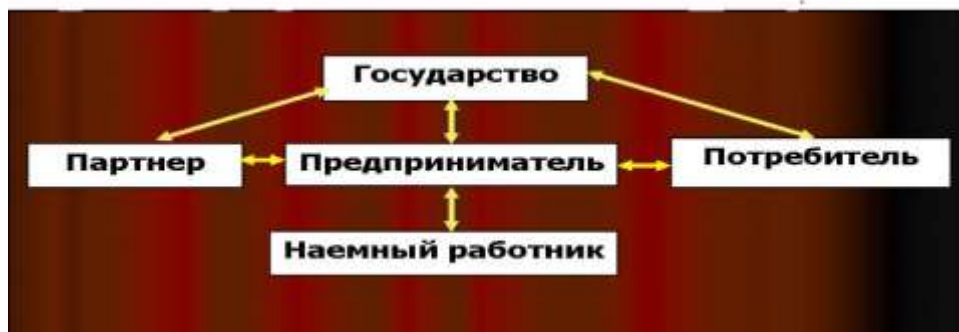 Государство
Партнер
Предприниматель
Потребитель
Наемный работник